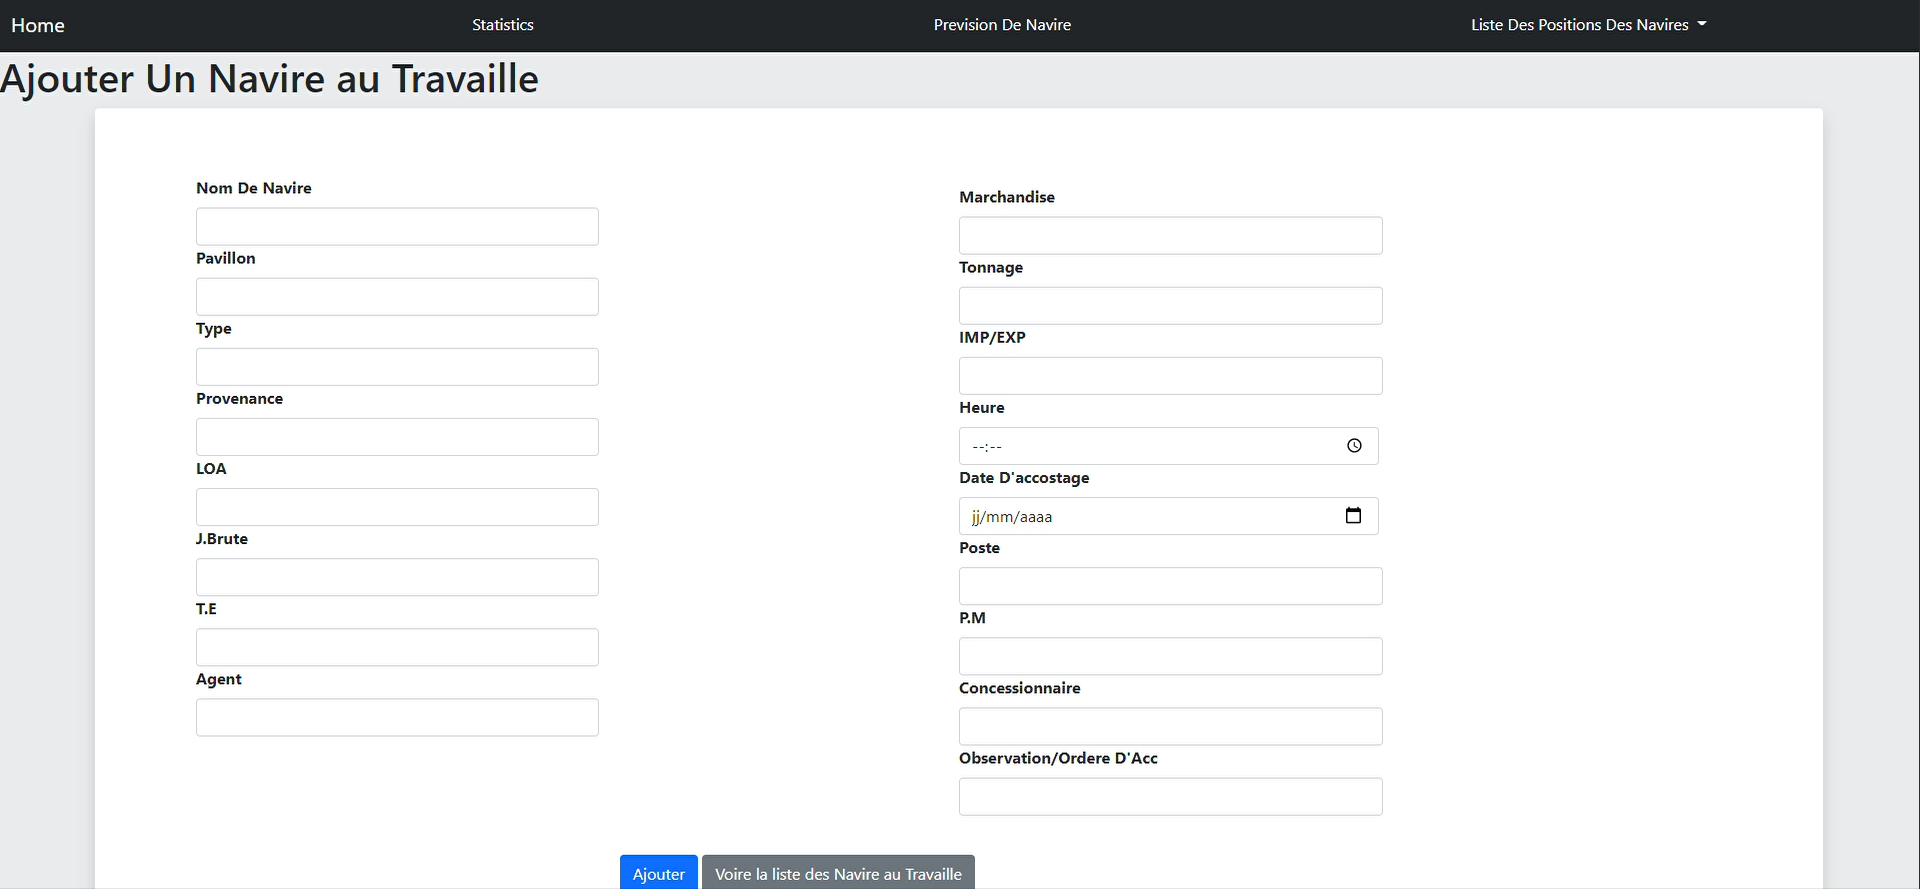 Home
Statistics
Prevision De Navire
Liste Des Positions Des Navires
Ajouter Un Navire au Travaille
Nom De Navire
Pavillon
Type
Provenance
LOA
J.Brute
T.E
Agent
Marchandise
Tonnage
IMP/EXP
Heure
--:--
Date D'accostage
jj/mm/aaaa
Poste
P.M
Concessionnaire
Observation/Ordere D'Acc
Ajouter
Voire la liste des Navire au Travaille